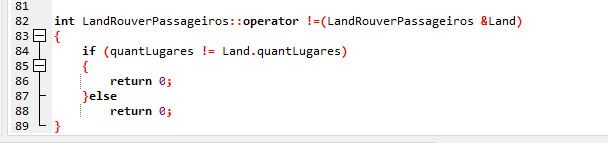 81
82 int LandRouverPassageiros::operator !=(LandRouverPassageiros &Land)
83 {
84 if (quantLugares != Land.quantLugares)
85 {
86 return 0;
87 }else
88 return 0;
89 }